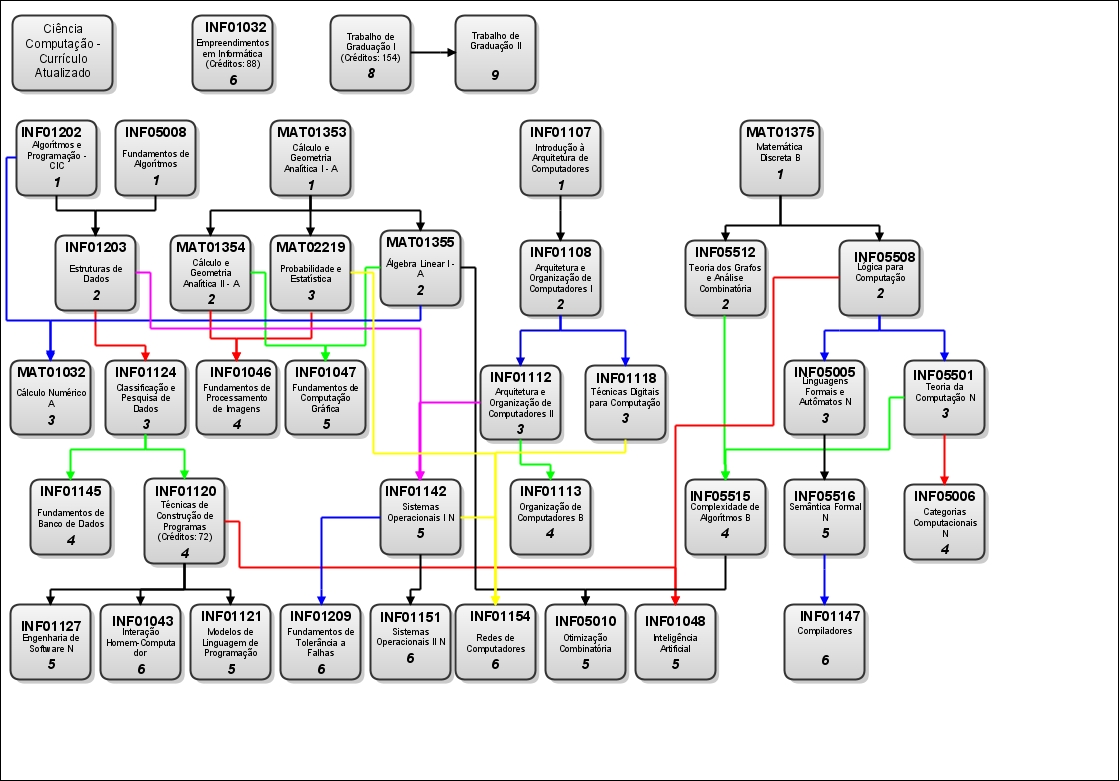 Ciência
Computação -
Currículo
Atualizado
INF01032
Empreendimentos
em Informática
(Créditos: 88)
6
Trabalho de
Graduação I
(Créditos: 154)
8
Trabalho de
Graduação II
9
INF01202
Algoritmos e
Programação -
CIC
1
INF05008
Fundamentos de
Algoritmos
1
MAT01353
Cálculo e
Geometria
Analítica I - A
1
INF01107
Introdução à
Arquitetura de
Computadores
1
MAT01375
Matemática
Discreta B
1
INF01203
Estruturas de
Dados
2
MAT01354
Cálculo e
Geometria
Analítica II - A
2
MAT02219
Probabilidade e
Estatística
3
MAT01355
Álgebra Linear I -
A
2
INF01108
Arquitetura e
Organização de
Computadores I
2
INF05512
Teoria dos Grafos
e Análise
Combinatória
2
INF05508
Lógica para
Computação
2
MAT01032
Cálculo Numérico
A
3
INF01124
Classificação e
Pesquisa de
Dados
3
INF01046
Fundamentos de
Processamento
de Imagens
4
INF01047
Fundamentos de
Computação
Gráfica
5
INF01112
Arquitetura e
Organização de
Computadores II
3
INF01118
Técnicas Digitais
para Computação
3
INF05005
Linguagens
Formais e
Autômatos N
3
INF05501
Teoria da
Computação N
3
INF01145
Fundamentos de
Banco de Dados
4
INF01120
Técnicas de
Construção de
Programas
(Créditos: 72)
4
INF01142
Sistemas
Operacionais I N
5
INF01113
Organização de
Computadores B
4
INF05515
Complexidade de
Algoritmos B
4
INF05516
Semântica Formal
N
5
INF05006
Categorias
Computacionais
N
4
INF01127
Engenharia de
Software N
5
INF01043
Interação
Homem-Computa
dor
6
INF01121
Modelos de
Linguagem de
Programação
5
INF01209
Fundamentos de
Tolerância a
Falhas
6
INF01151
Sistemas
Operacionais II N
6
INF01154
Redes de
Computadores
6
INF05010
Otimização
Combinatória
5
INF01048
Inteligência
Artificial
5
INF01147
Compiladores
6